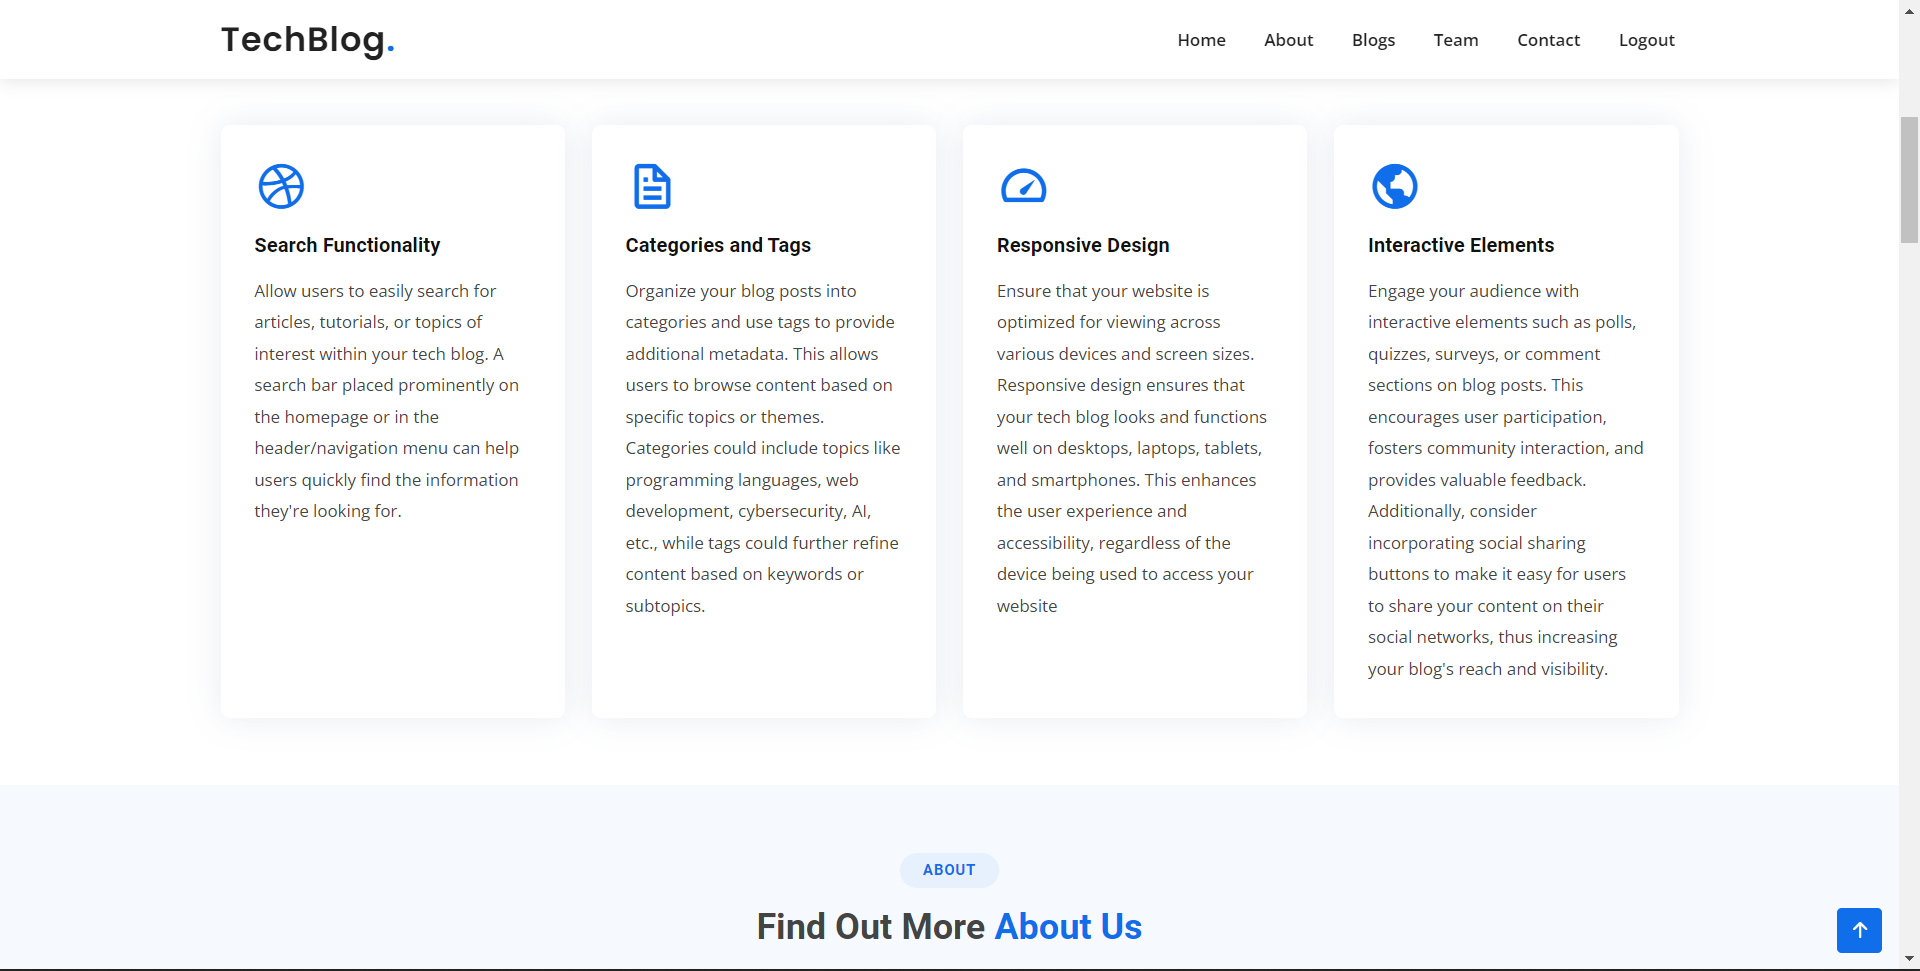 TechBlog.
Home About Blogs Team Contact Logout
Search Functionality
Allow users to easily search for
articles, tutorials, or topics of
interest within your tech blog. A
search bar placed prominently on
the homepage or in the
header/navigation menu can help
users quickly find the information
they're looking for.
Categories and Tags
Organize your blog posts into
categories and use tags to provide
additional metadata. This allows
users to browse content based on
specific topics or themes.
Categories could include topics like
programming languages, web
development, cybersecurity, AI,
etc., while tags could further refine
content based on keywords or
subtopics.
Responsive Design
Ensure that your website is
optimized for viewing across
various devices and screen sizes.
Responsive design ensures that
your tech blog looks and functions
well on desktops, laptops, tablets,
and smartphones. This enhances
the user experience and
accessibility, regardless of the
device being used to access your
website
Interactive Elements
Engage your audience with
interactive elements such as polls,
quizzes, surveys, or comment
sections on blog posts. This
encourages user participation,
fosters community interaction, and
provides valuable feedback.
Additionally, consider
incorporating social sharing
buttons to make it easy for users
to share your content on their
social networks, thus increasing
your blog's reach and visibility.
ABOUT
Find Out More About Us